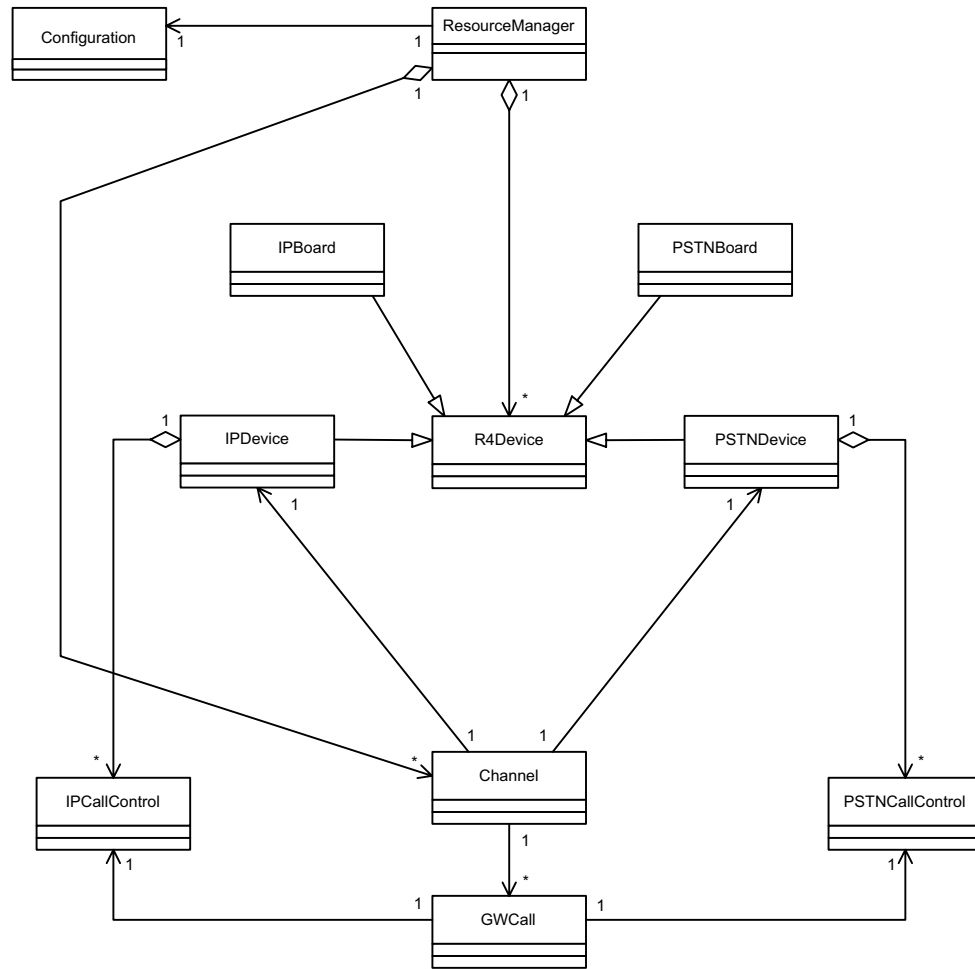 Configuration
ResourceManager
1
1
1
1
IPBoard
PSTNBoard
*
1
IPDevice
R4Device
PSTNDevice
1
1
1
1
1
*
*
*
IPCallControl
Channel
PSTNCallControl
1
1
1
*
1
1
GWCall